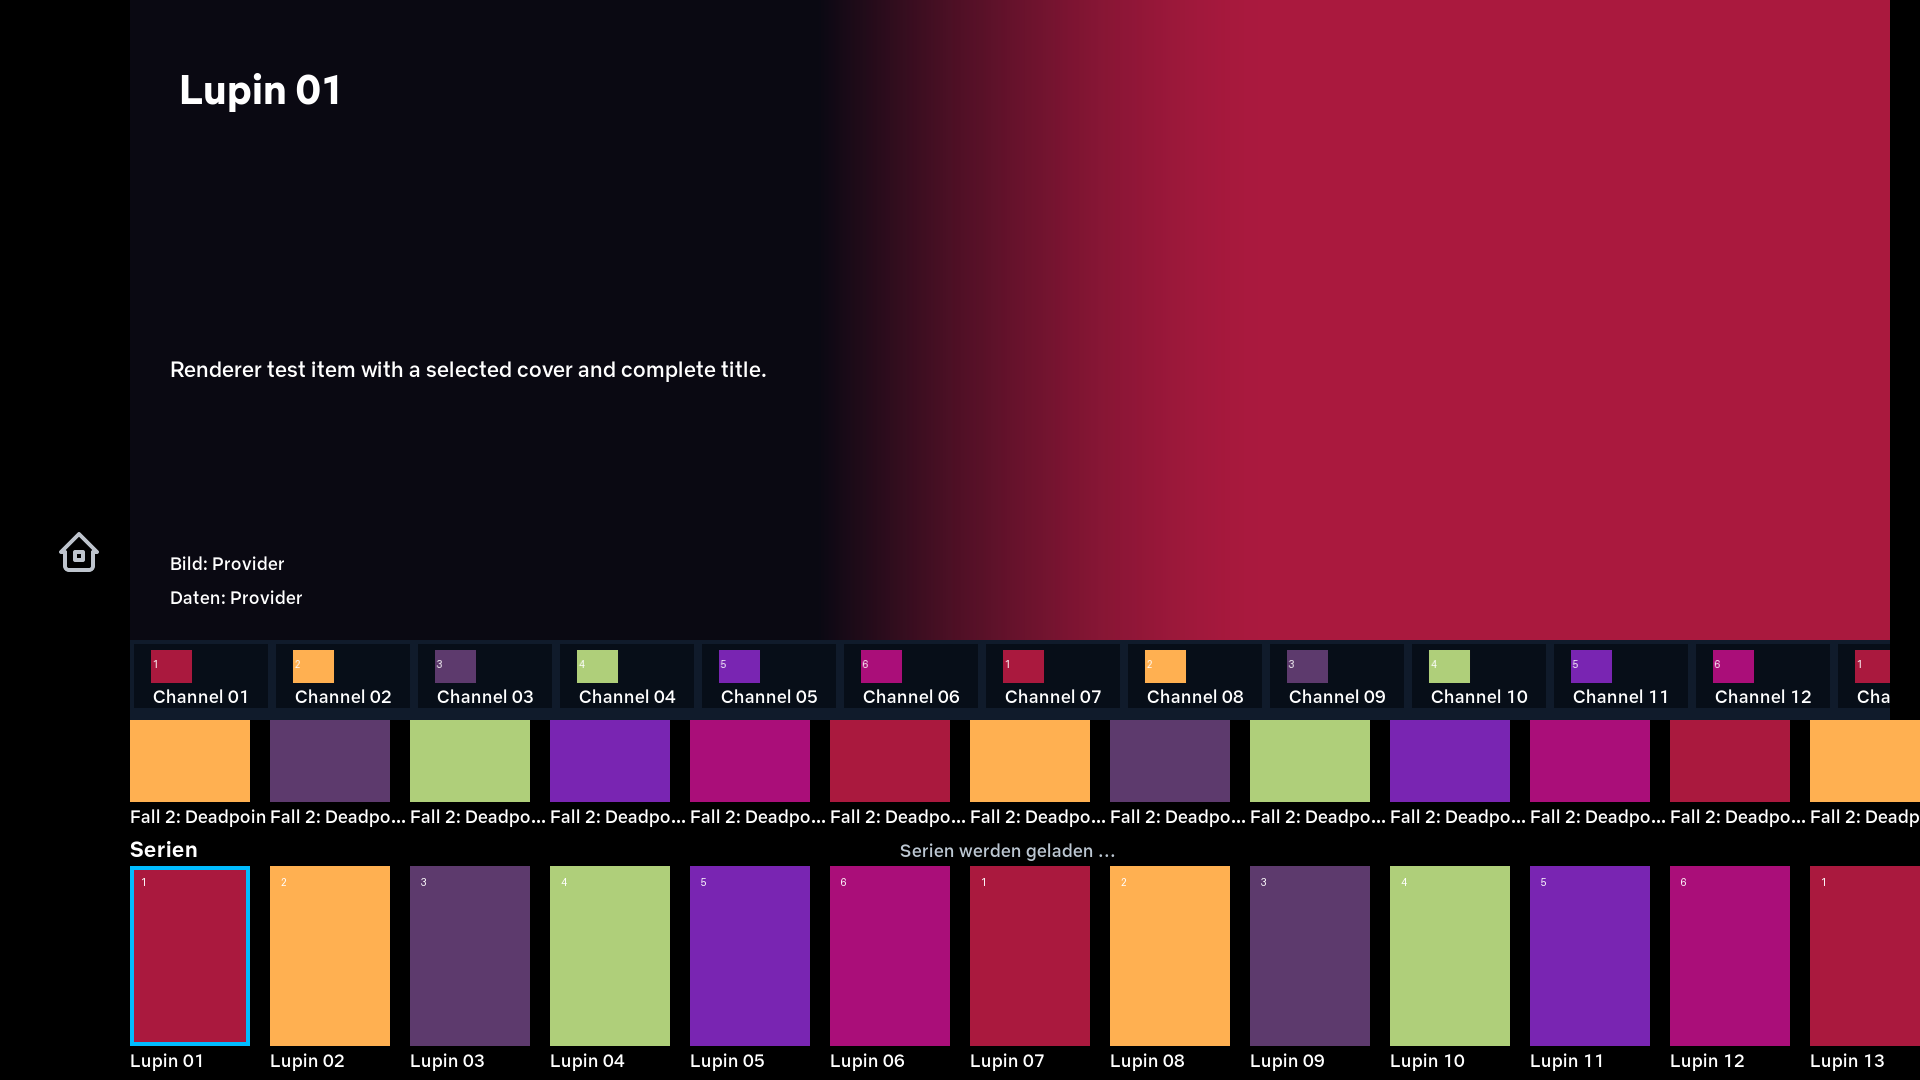 Lupin 01
Renderer test item with a selected cover and complete title.
Bild: Provider
Daten: Provider
1 2 3 4 5 6 1 2 3 4 5 6 1
Channel 01 Channel 02 Channel 03 Channel 04 Channel 05 Channel 06 Channel 07 Channel 08 Channel 09 Channel 10 Channel 11 Channel 12 Cha
Fall 2: Deadpoin Fall 2: Deadpo... Fall 2: Deadpo... Fall 2: Deadpo... Fall 2: Deadpo... Fall 2: Deadpo... Fall 2: Deadpo... Fall 2: Deadpo... Fall 2: Deadpo... Fall 2: Deadpo... Fall 2: Deadpo... Fall 2: Deadpo... Fall 2: Deadp
Serien Serien werden geladen ...
1 2 3 4 5 6 1 2 3 4 5 6 1
Lupin 01 Lupin 02 Lupin 03 Lupin 04 Lupin 05 Lupin 06 Lupin 07 Lupin 08 Lupin 09 Lupin 10 Lupin 11 Lupin 12 Lupin 13